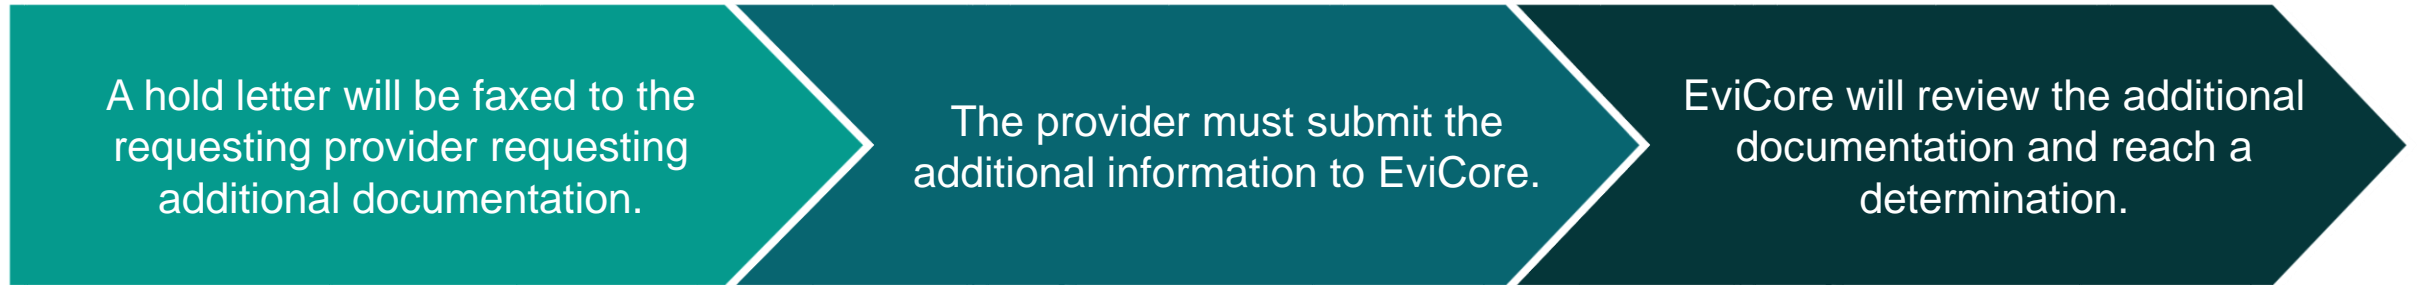 A hold letter will be faxed to the
requesting provider requesting
additional documentation.
The provider must submit the
additional information to EviCore.
EviCore will review the additional
documentation and reach a
determination.